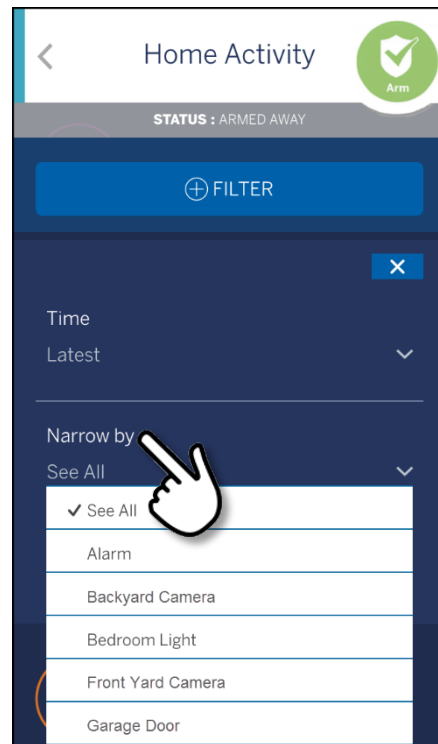 Home Activity
Arm
STATUS : ARMED AWAY
FILTER
Time
Latest
Narrow by
See All
See All
Alarm
Backyard Camera
Bedroom Light
Front Yard Camera
Garage Door